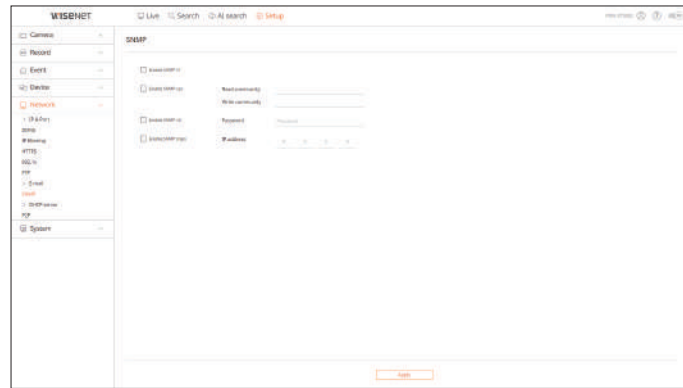 WISENET
Live Search AI search Setup
Camera
Record
Event
Device
Network
IP & Port
DDNS
IP filtering
HTTPS
802.1x
FTP
E-mail
SNMP
DHCP server
P2P
System
SNMP
Enable SNMP v1
Enable SNMP v2c Read community
Write community
Enable SNMP v3 Password Password
Enable SNMP traps IP address
Apply